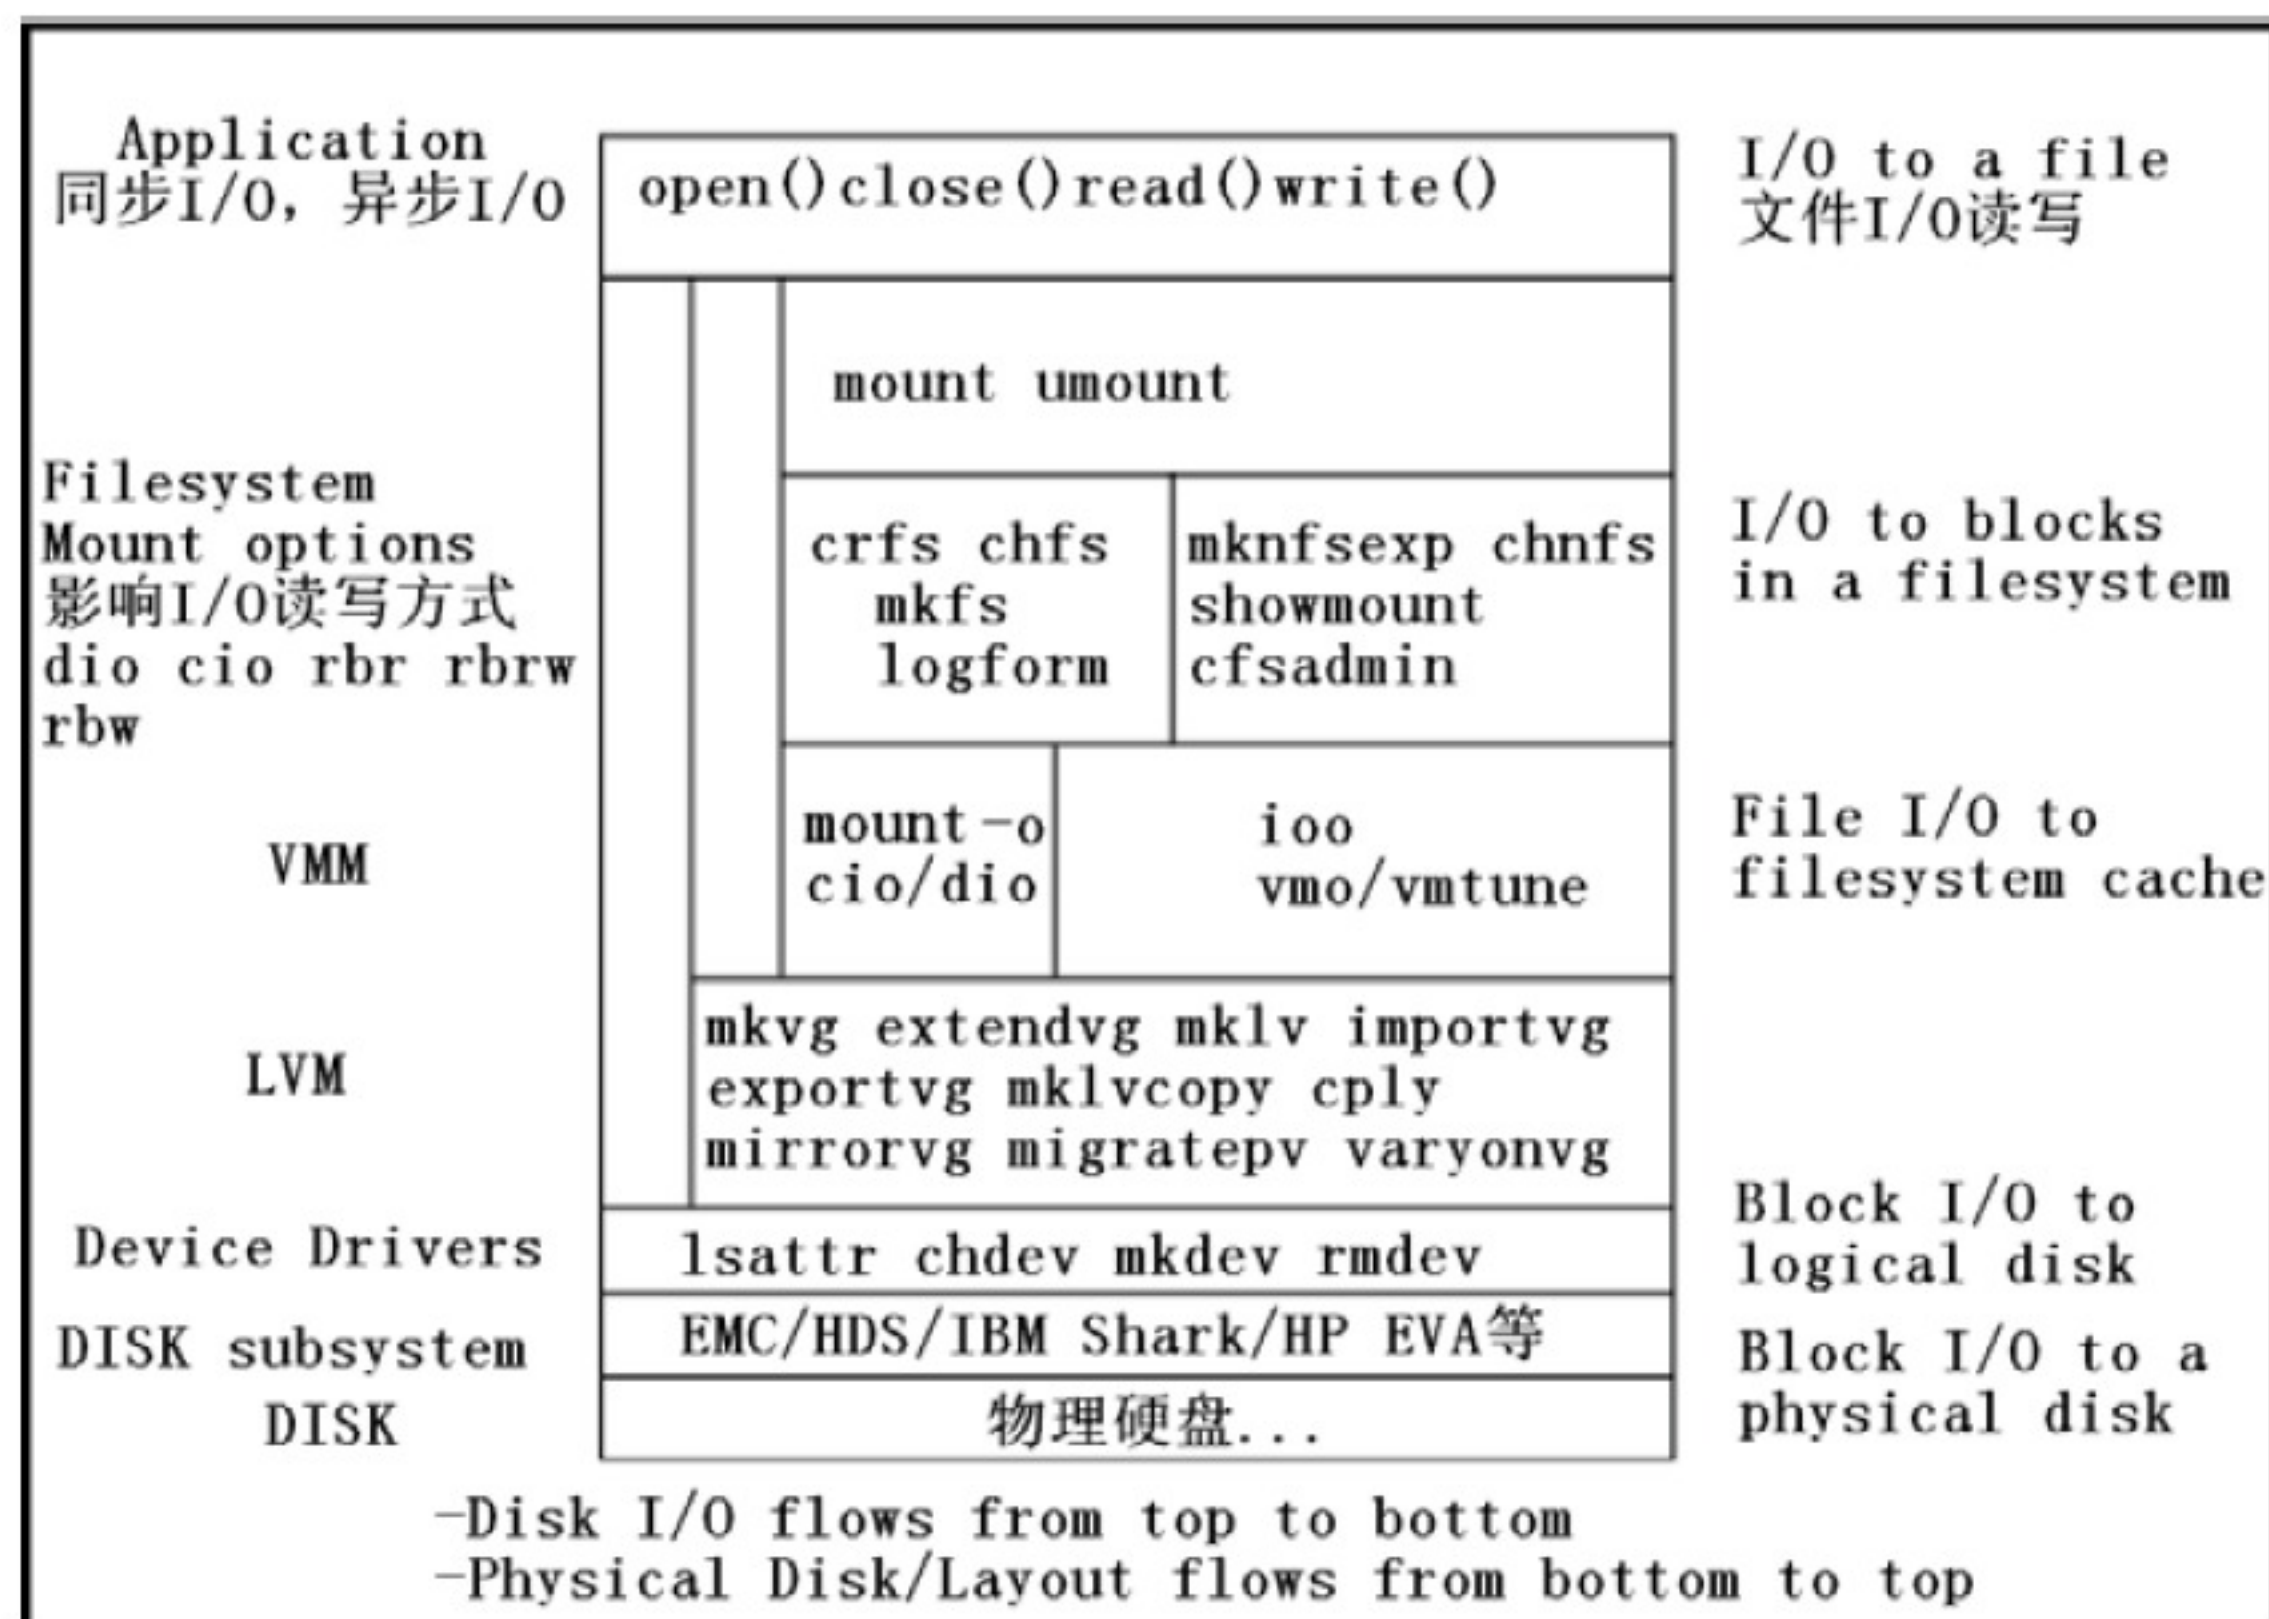 Application
同步I/O, 异步I/O
open()close()read()write()
I/O to a file
文件I/O读写
mount umount
Filesystem
Mount options
影响I/O读写方式
dio cio rbr rbrw
rbw
crfs chfs
mkfs
logform
mknfsexp chnfs
showmount
cfsadmin
I/O to blocks
in a filesystem
VMM
mount -o
cio/dio
ioo
vmo/vmtune
File I/O to
filesystem cache
LVM
mkvg extendvg mklv importvg
exportvg mklvcopy cply
mirrorvg migratepv varyonvg
Device Drivers
lsattr chdev mkdev rmdev
Block I/O to
logical disk
DISK subsystem
EMC/HDS/IBM Shark/HP EVA等
Block I/O to a
physical disk
DISK
物理硬盘...
-Disk I/O flows from top to bottom
-Physical Disk/Layout flows from bottom to top